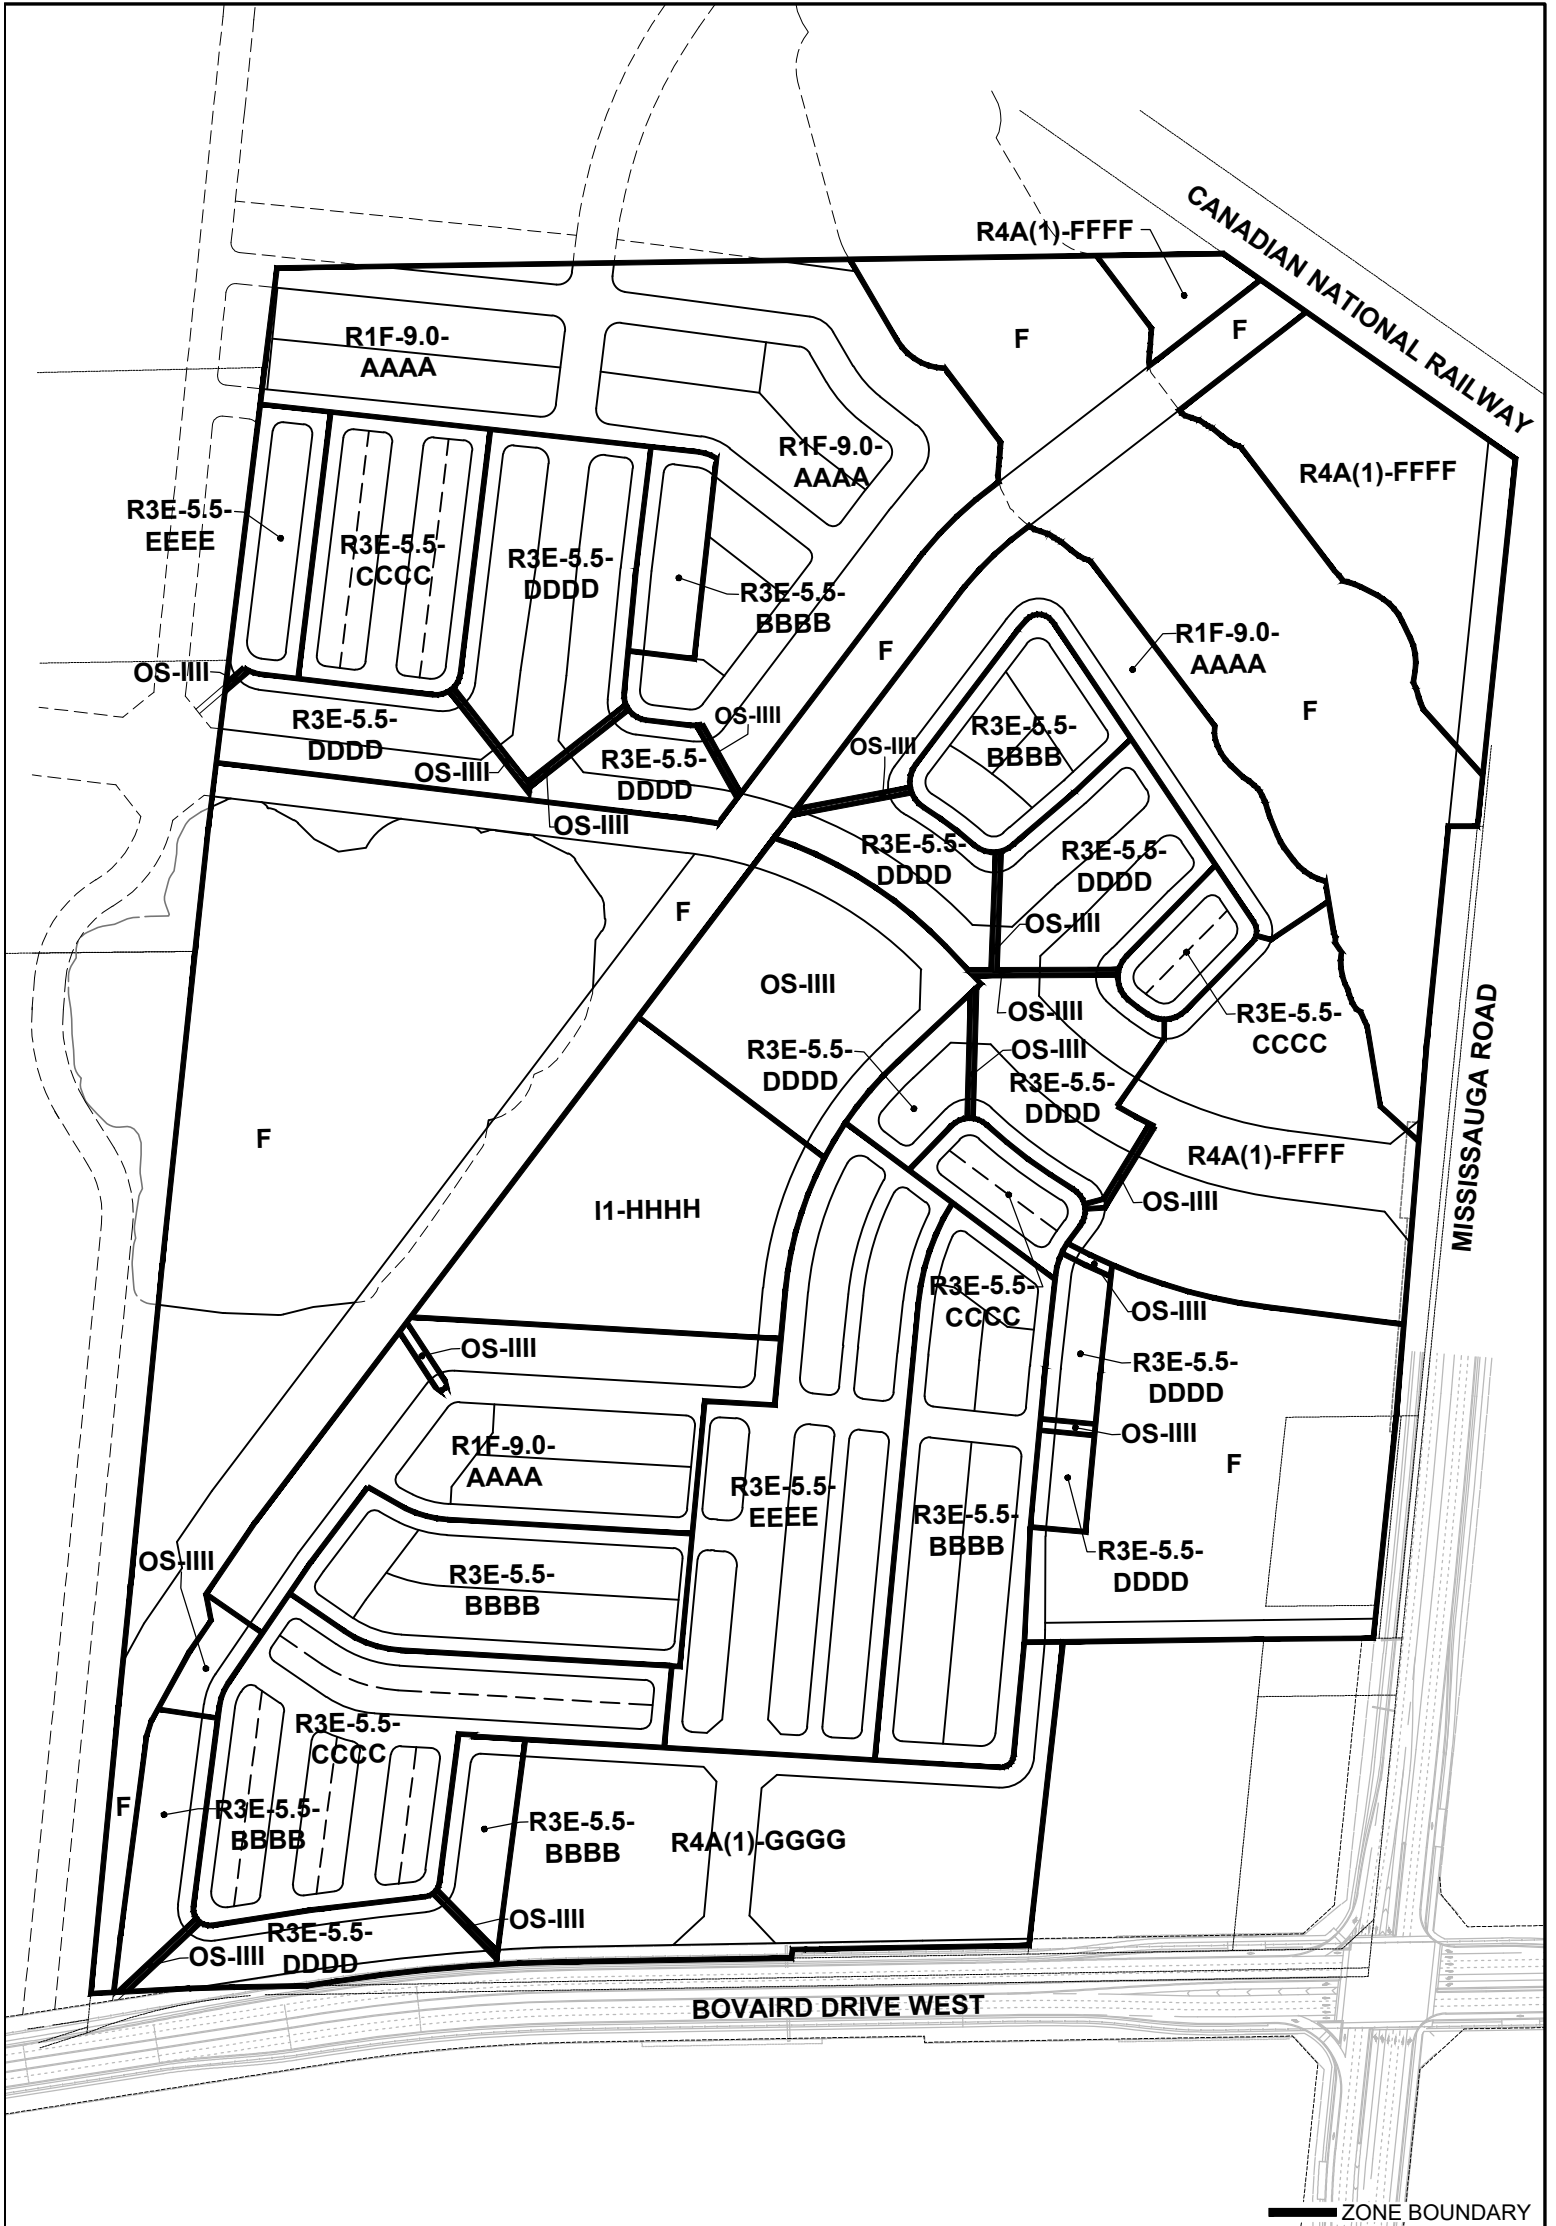 CANADIAN NATIONAL RAILWAY
R4A(1)-FFFF
F
F
R1F-9.0-
AAAA
R1F-9.0-
AAAA
R4A(1)-FFFF
R3E-5.5-
EEEE
R3E-5.5-
CCCC
R3E-5.5-
DDDD
R3E-5.5-
BBBB
F
R1F-9.0-
AAAA
F
OS-IIII
R3E-5.5-
DDDD
OS-IIII
OS-IIII
R3E-5.5-
DDDD
OS-IIII
OS-IIII
R3E-5.5-
BBBB
R3E-5.5-
DDDD
R3E-5.5-
DDDD
F
OS-IIII
OS-IIII
OS-IIII
R3E-5.5-
CCCC
OS-IIII
R3E-5.5-
DDDD
R3E-5.5-
DDDD
MISSISSAUGA ROAD
F
R4A(1)-FFFF
OS-IIII
I1-HHHH
R3E-5.5-
CCCC
OS-IIII
OS-IIII
R3E-5.5-
DDDD
OS-IIII
R1F-9.0-
AAAA
F
R3E-5.5-
EEEE
R3E-5.5-
BBBB
R3E-5.5-
DDDD
OS-IIII
R3E-5.5-
BBBB
R3E-5.5-
CCCC
F
R3E-5.5-
BBBB
R3E-5.5-
BBBB
R4A(1)-GGGG
OS-IIII
R3E-5.5-
DDDD
OS-IIII
BOVAIRD DRIVE WEST
ZONE BOUNDARY